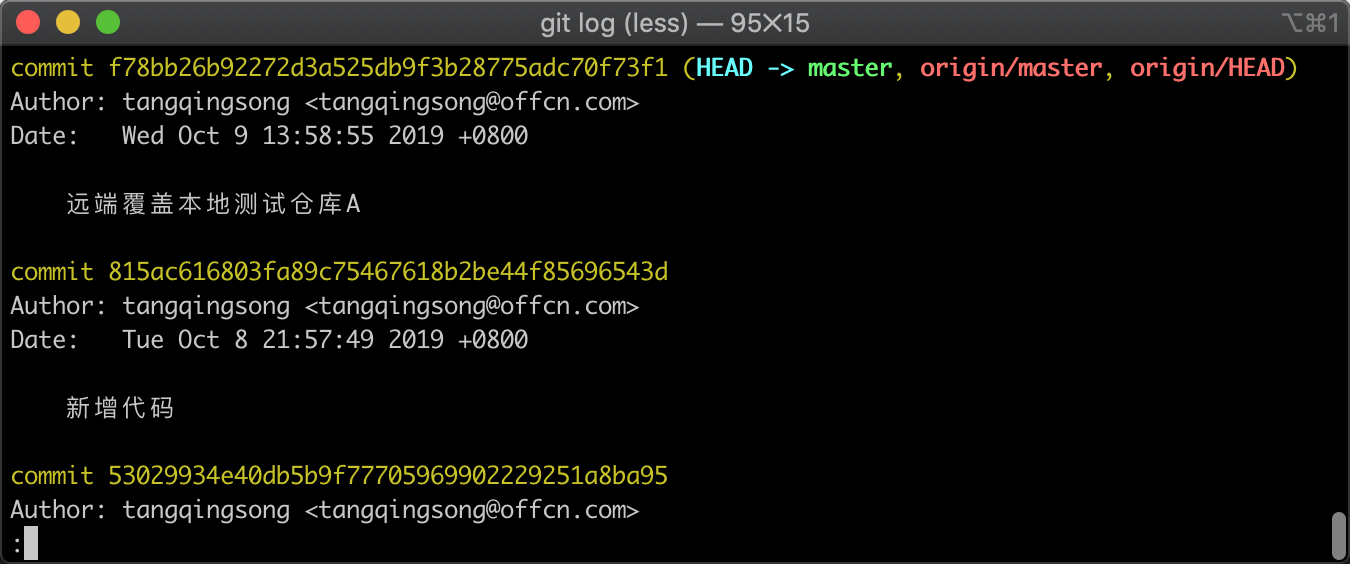 git log (less) — 95×15
⌥⌘1
commit f78bb26b92272d3a525db9f3b28775adc70f73f1 (HEAD -> master, origin/master, origin/HEAD)
Author: tangqingsong <tangqingsong@offcn.com>
Date:   Wed Oct 9 13:58:55 2019 +0800
远端覆盖本地测试仓库A
commit 815ac616803fa89c75467618b2be44f85696543d
Author: tangqingsong <tangqingsong@offcn.com>
Date:   Tue Oct 8 21:57:49 2019 +0800
新增代码
commit 53029934e40db5b9f77705969902229251a8ba95
Author: tangqingsong <tangqingsong@offcn.com>
: